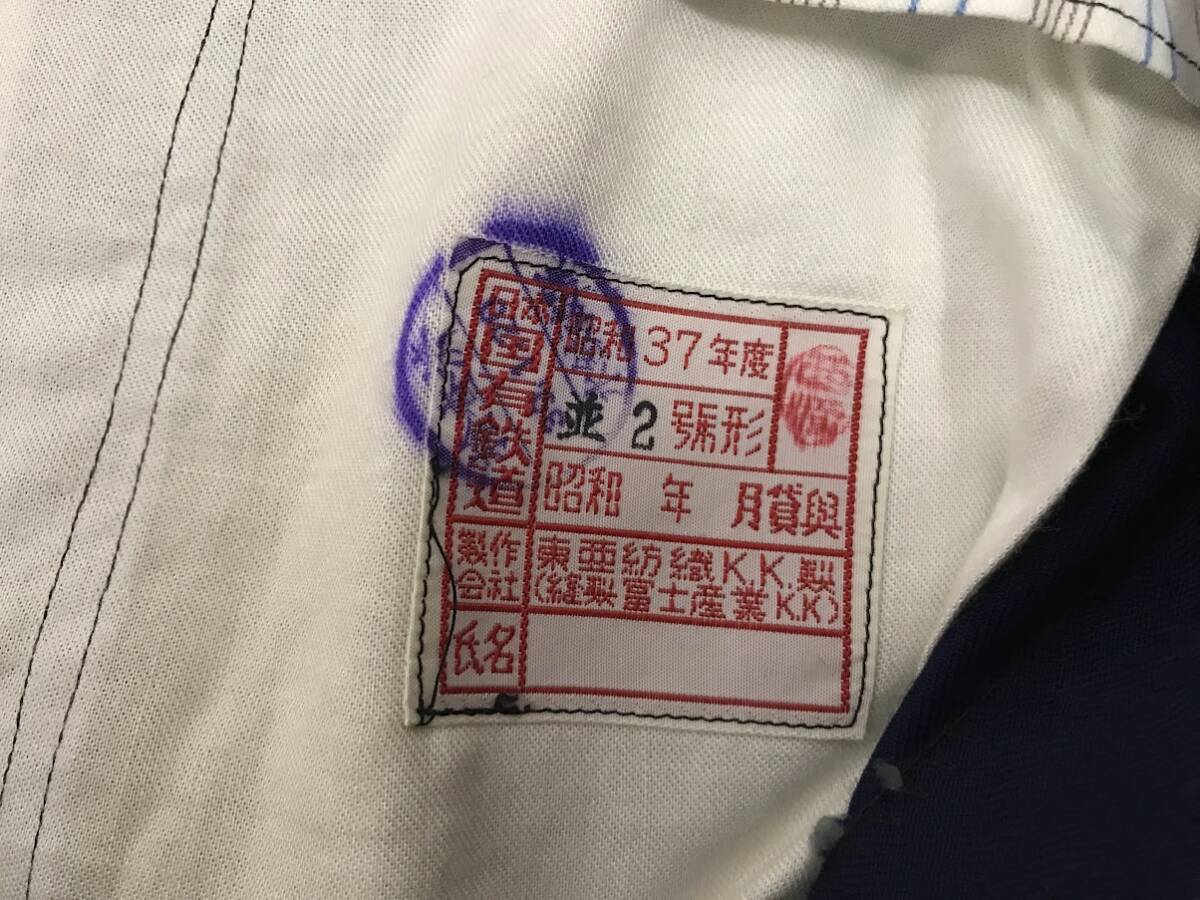 日本
国有鉄道
昭和37年度
並 2 號形
昭和 年 月貸與
製作会社
東亜紡織K.K.製
(縫製冨士産業K.K)
氏名